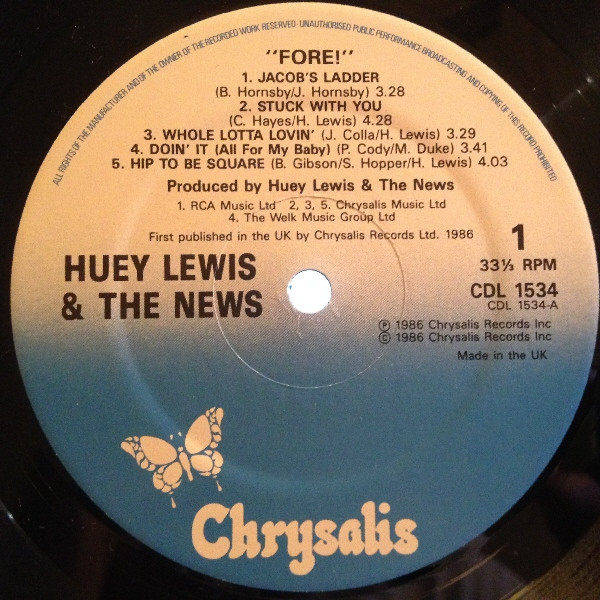 ALL RIGHTS OF THE MANUFACTURER AND OF THE OWNER OF THE RECORDED WORK RESERVED · UNAUTHORISED PUBLIC PERFORMANCE BROADCASTING AND COPYING OF THIS RECORD PROHIBITED
"FORE!"
1. JACOB'S LADDER
(B. Hornsby/J. Hornsby) 3.28
2. STUCK WITH YOU
(C. Hayes/H. Lewis) 4.28
3. WHOLE LOTTA LOVIN' (J. Colla/H. Lewis) 3.29
4. DOIN' IT (All For My Baby) (P. Cody/M. Duke) 3.41
5. HIP TO BE SQUARE (B. Gibson/S. Hopper/H. Lewis) 4.03
Produced by Huey Lewis & The News
1. RCA Music Ltd 2, 3, 5. Chrysalis Music Ltd
4. The Welk Music Group Ltd
First published in the UK by Chrysalis Records Ltd. 1986
1
33⅓ RPM
HUEY LEWIS
& THE NEWS
CDL 1534
CDL 1534-A
℗ 1986 Chrysalis Records Inc
© 1986 Chrysalis Records Inc
Made in the UK
Chrysalis